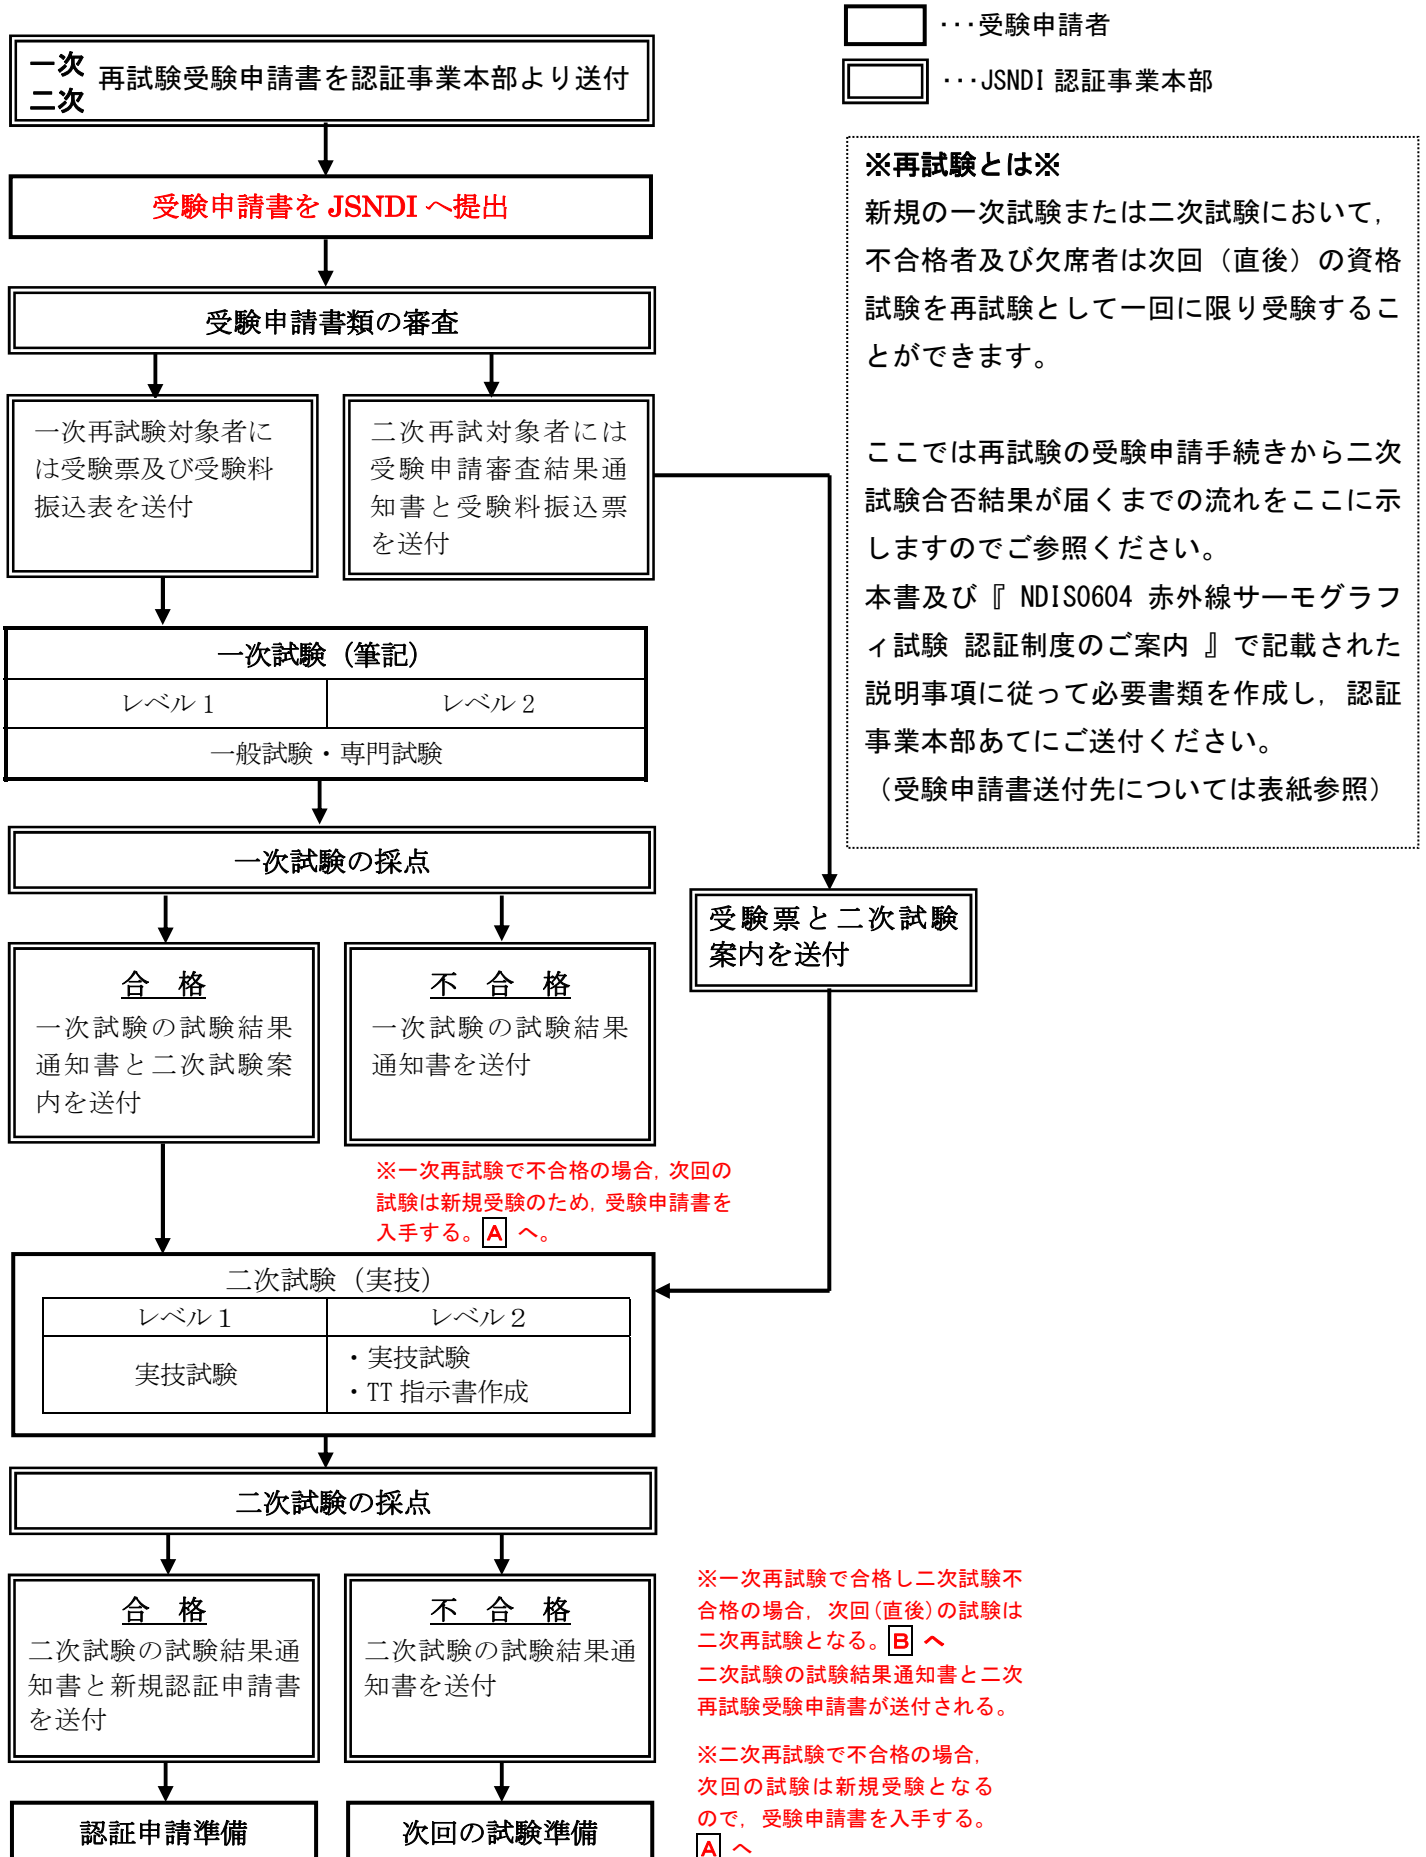 一次
二次
再試験受験申請書を認証事業本部より送付
･･･受験申請者
･･･JSNDI 認証事業本部
受験申請書を JSNDI へ提出
受験申請書類の審査
一次再試験対象者に
は受験票及び受験料
振込表を送付
二次再試対象者には
受験申請審査結果通
知書と受験料振込票
を送付
※再試験とは※
新規の一次試験または二次試験において,
不合格者及び欠席者は次回（直後）の資格
試験を再試験として一回に限り受験するこ
とができます。
ここでは再試験の受験申請手続きから二次
試験合否結果が届くまでの流れをここに示
しますのでご参照ください。
本書及び『 NDIS0604 赤外線サーモグラフ
ィ試験 認証制度のご案内 』で記載された
説明事項に従って必要書類を作成し, 認証
事業本部あてにご送付ください。
（受験申請書送付先については表紙参照）
一次試験（筆記）
レベル 1
レベル 2
一般試験・専門試験
一次試験の採点
受験票と二次試験
案内を送付
合　格
一次試験の試験結果
通知書と二次試験案
内を送付
不　合　格
一次試験の試験結果
通知書を送付
※一次再試験で不合格の場合, 次回の
試験は新規受験のため, 受験申請書を
入手する。A へ。
二次試験（実技）
レベル１
レベル２
実技試験
・実技試験
・TT 指示書作成
二次試験の採点
合　格
二次試験の試験結果通
知書と新規認証申請書
を送付
不　合　格
二次試験の試験結果通
知書を送付
※一次再試験で合格し二次試験不
合格の場合, 次回(直後)の試験は
二次再試験となる。B へ
二次試験の試験結果通知書と二次
再試験受験申請書が送付される。
※二次再試験で不合格の場合,
次回の試験は新規受験となる
ので, 受験申請書を入手する。
A へ
認証申請準備
次回の試験準備